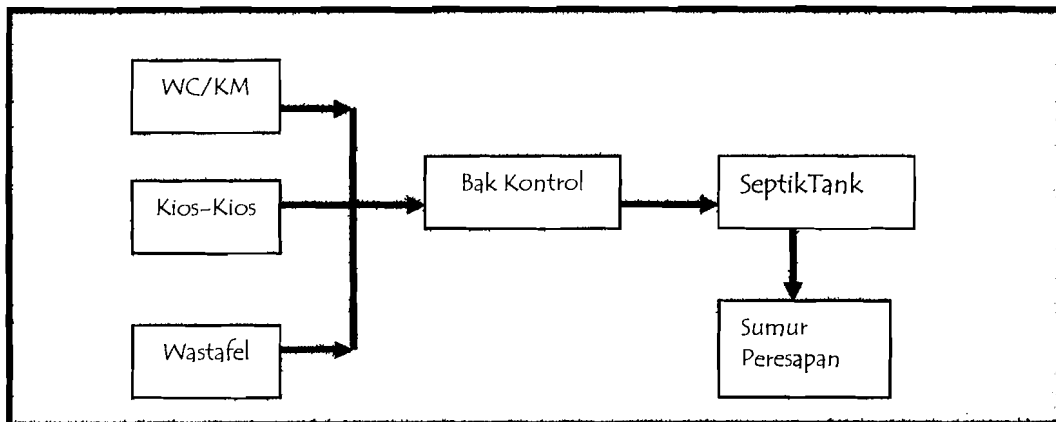 WC/KM
Kios-Kios
Wastafel
Bak Kontrol
SeptikTank
Sumur
Peresapan